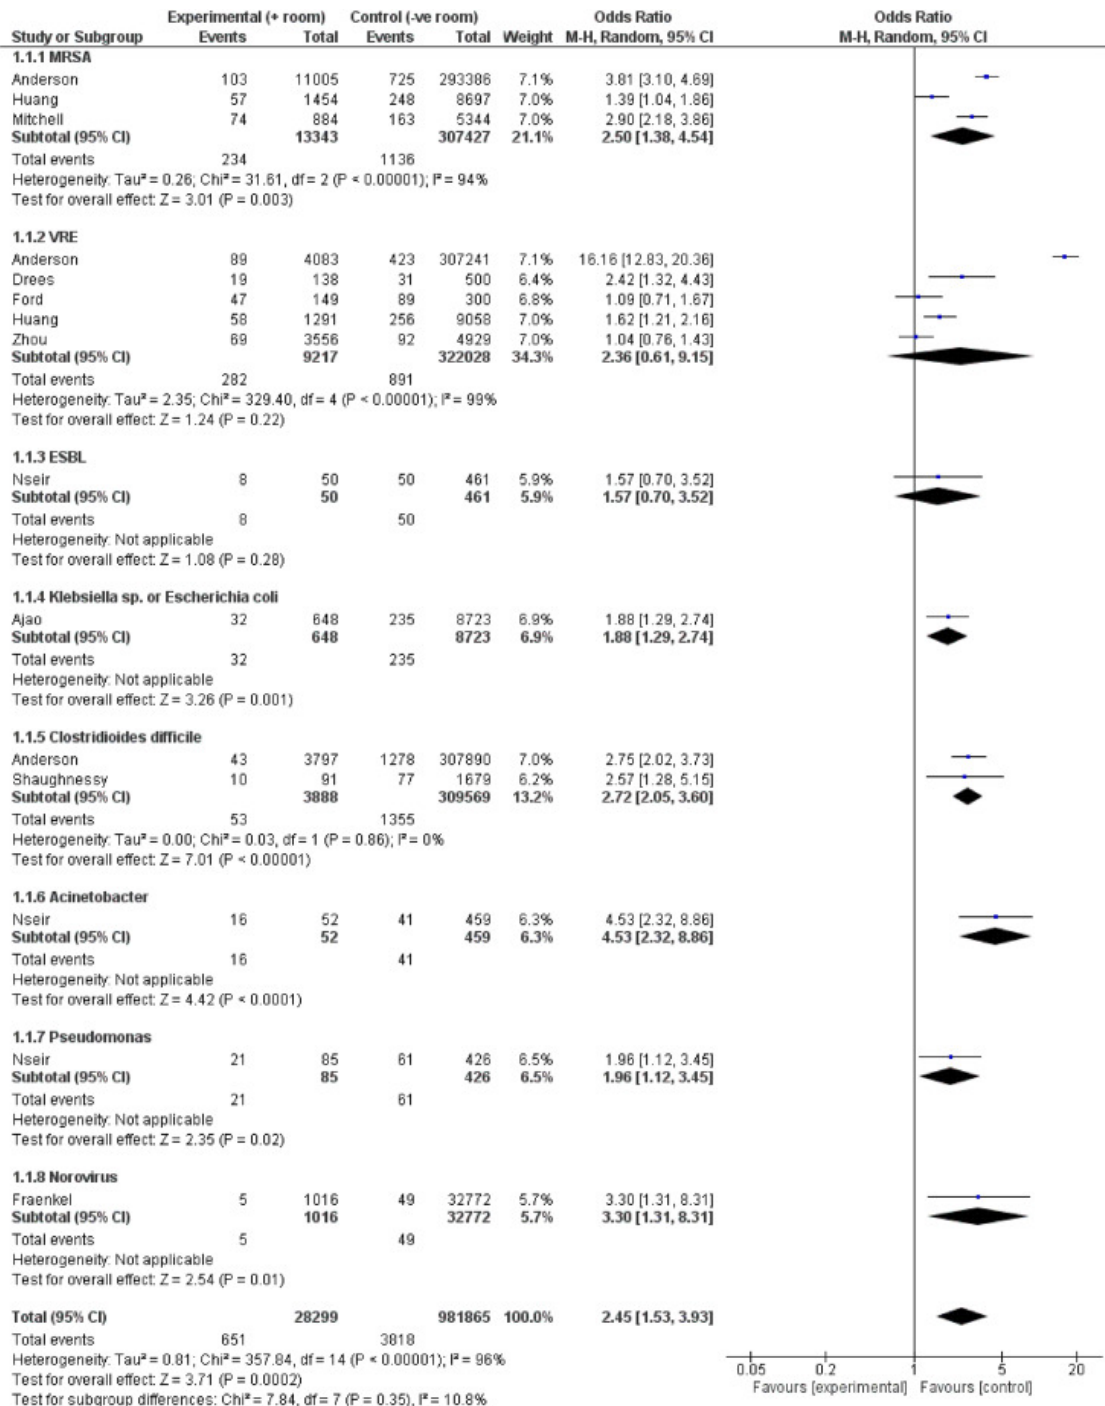 Experimental (+ room) Control (-ve room) Odds Ratio Odds Ratio
Study or Subgroup Events Total Events Total Weight M-H, Random, 95% CI M-H, Random, 95% CI
1.1.1 MRSA
Anderson 103 11005 725 293386 7.1% 3.81 [3.10, 4.69]
Huang 57 1454 248 8697 7.0% 1.39 [1.04, 1.86]
Mitchell 74 884 163 5344 7.0% 2.90 [2.18, 3.86]
Subtotal (95% CI) 13343 307427 21.1% 2.50 [1.38, 4.54]
Total events 234 1136
Heterogeneity: Tau² = 0.26; Chi² = 31.61, df = 2 (P < 0.00001); I² = 94%
Test for overall effect: Z = 3.01 (P = 0.003)
1.1.2 VRE
Anderson 89 4083 423 307241 7.1% 16.16 [12.83, 20.36]
Drees 19 138 31 500 6.4% 2.42 [1.32, 4.43]
Ford 47 149 89 300 6.8% 1.09 [0.71, 1.67]
Huang 58 1291 256 9058 7.0% 1.62 [1.21, 2.16]
Zhou 69 3556 92 4929 7.0% 1.04 [0.76, 1.43]
Subtotal (95% CI) 9217 322028 34.3% 2.36 [0.61, 9.15]
Total events 282 891
Heterogeneity: Tau² = 2.35; Chi² = 329.40, df = 4 (P < 0.00001); I² = 99%
Test for overall effect: Z = 1.24 (P = 0.22)
1.1.3 ESBL
Nseir 8 50 50 461 5.9% 1.57 [0.70, 3.52]
Subtotal (95% CI) 50 461 5.9% 1.57 [0.70, 3.52]
Total events 8 50
Heterogeneity: Not applicable
Test for overall effect: Z = 1.08 (P = 0.28)
1.1.4 Klebsiella sp. or Escherichia coli
Ajao 32 648 235 8723 6.9% 1.88 [1.29, 2.74]
Subtotal (95% CI) 648 8723 6.9% 1.88 [1.29, 2.74]
Total events 32 235
Heterogeneity: Not applicable
Test for overall effect: Z = 3.26 (P = 0.001)
1.1.5 Clostridioides difficile
Anderson 43 3797 1278 307890 7.0% 2.75 [2.02, 3.73]
Shaughnessy 10 91 77 1679 6.2% 2.57 [1.28, 5.15]
Subtotal (95% CI) 3888 309569 13.2% 2.72 [2.05, 3.60]
Total events 53 1355
Heterogeneity: Tau² = 0.00; Chi² = 0.03, df = 1 (P = 0.86); I² = 0%
Test for overall effect: Z = 7.01 (P < 0.00001)
1.1.6 Acinetobacter
Nseir 16 52 41 459 6.3% 4.53 [2.32, 8.86]
Subtotal (95% CI) 52 459 6.3% 4.53 [2.32, 8.86]
Total events 16 41
Heterogeneity: Not applicable
Test for overall effect: Z = 4.42 (P < 0.0001)
1.1.7 Pseudomonas
Nseir 21 85 61 426 6.5% 1.96 [1.12, 3.45]
Subtotal (95% CI) 85 426 6.5% 1.96 [1.12, 3.45]
Total events 21 61
Heterogeneity: Not applicable
Test for overall effect: Z = 2.35 (P = 0.02)
1.1.8 Norovirus
Fraenkel 5 1016 49 32772 5.7% 3.30 [1.31, 8.31]
Subtotal (95% CI) 1016 32772 5.7% 3.30 [1.31, 8.31]
Total events 5 49
Heterogeneity: Not applicable
Test for overall effect: Z = 2.54 (P = 0.01)
Total (95% CI) 28299 981865 100.0% 2.45 [1.53, 3.93]
Total events 651 3818
Heterogeneity: Tau² = 0.81; Chi² = 357.84, df = 14 (P < 0.00001); I² = 96%
Test for overall effect: Z = 3.71 (P = 0.0002)
Test for subgroup differences: Chi² = 7.84, df = 7 (P = 0.35), I² = 10.8%
0.05 0.2 1 5 20
Favours [experimental] Favours [control]